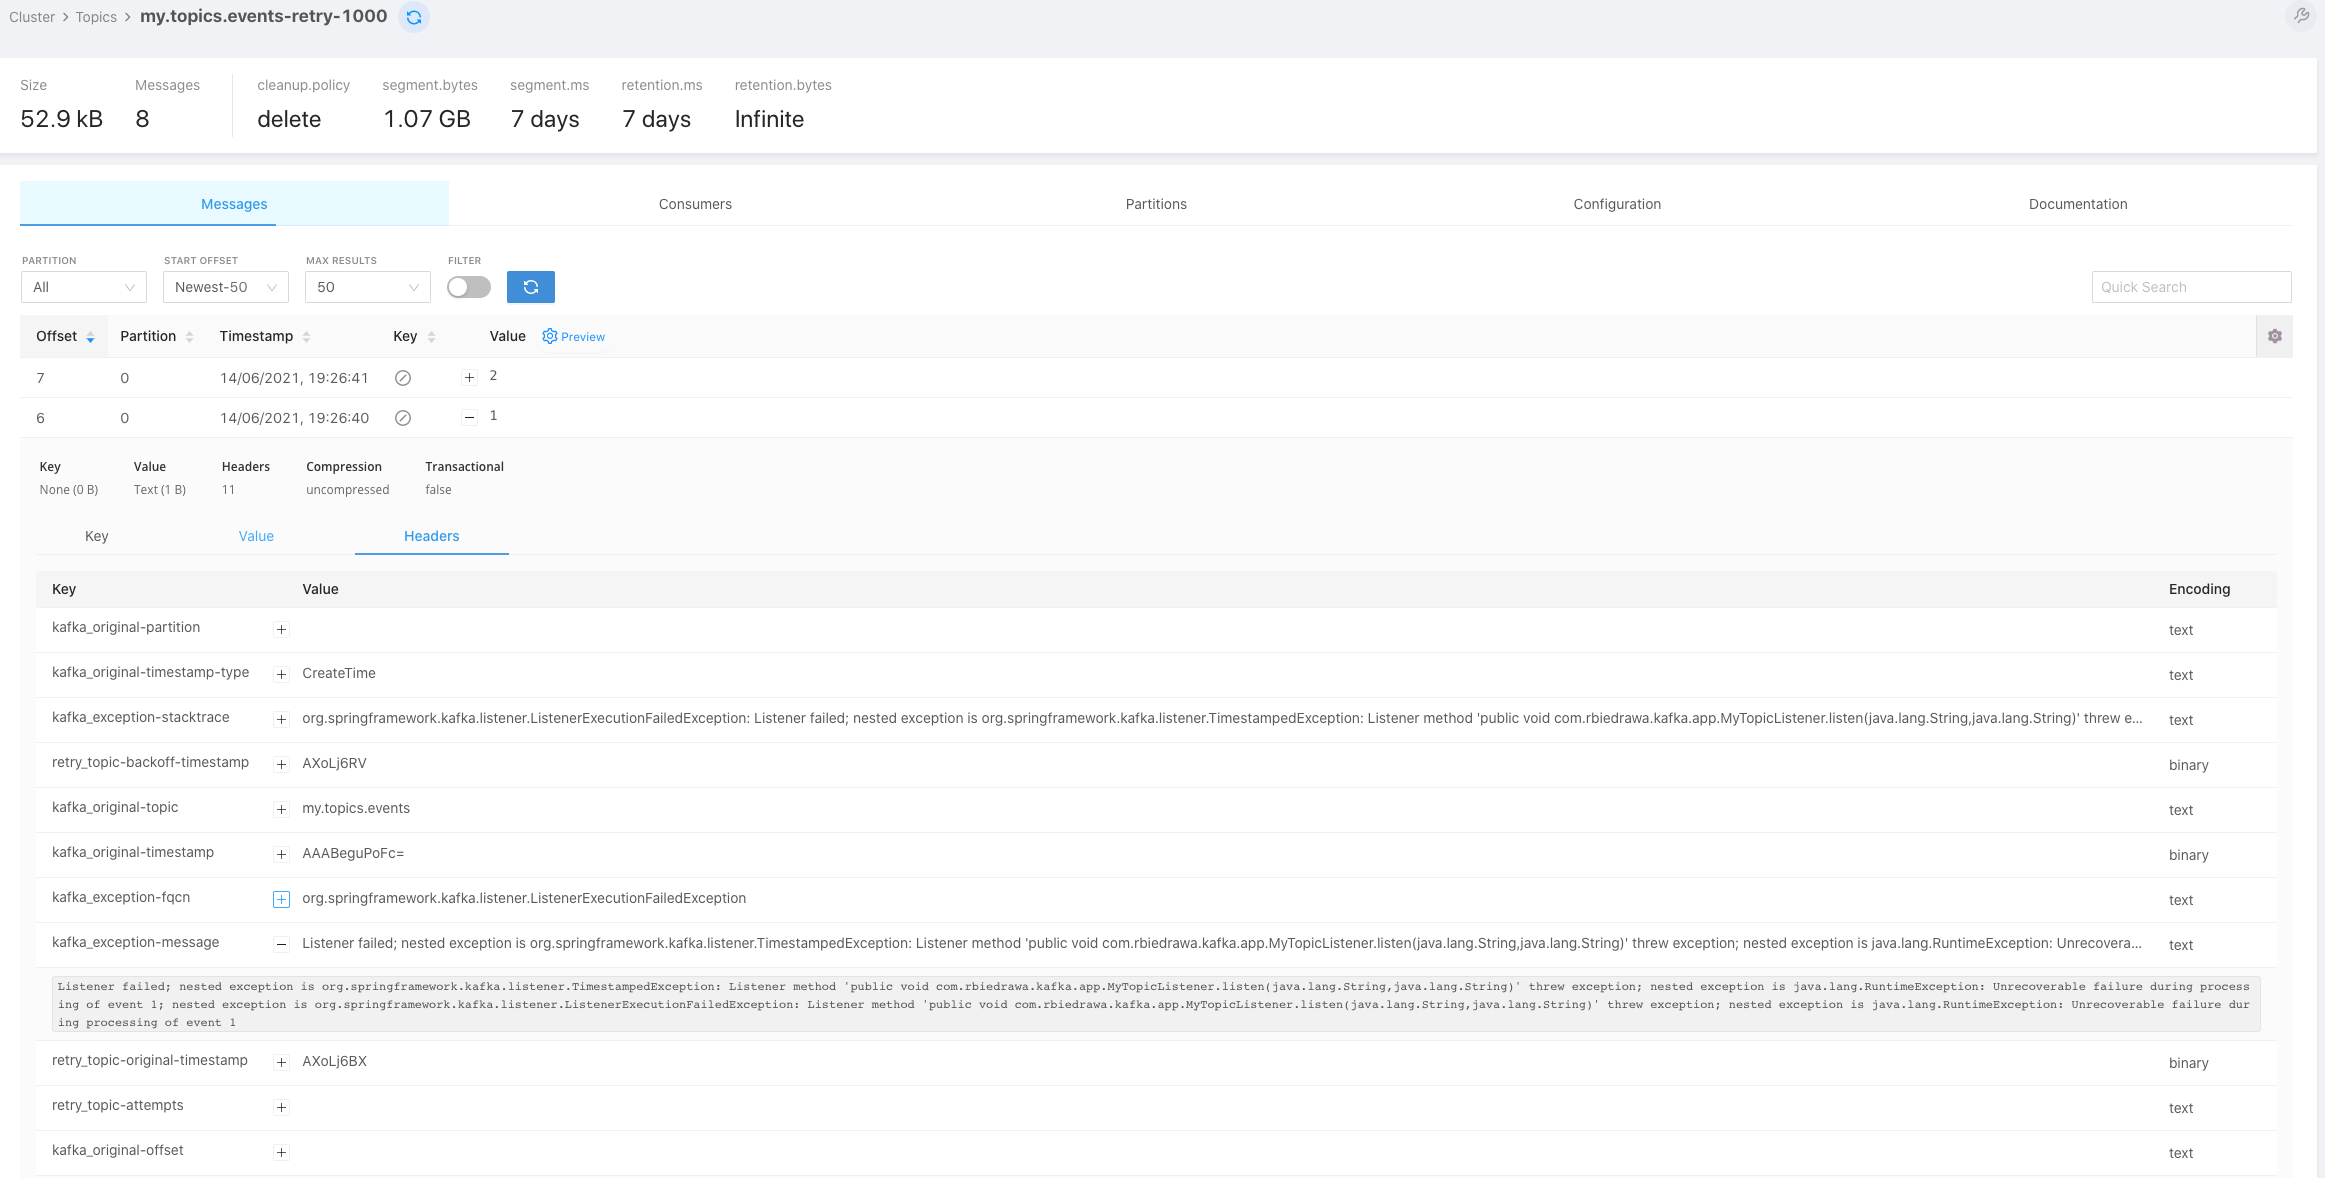 Cluster > Topics > my.topics.events-retry-1000
Size Messages cleanup.policy segment.bytes segment.ms retention.ms retention.bytes
52.9 kB 8 delete 1.07 GB 7 days 7 days Infinite
Messages Consumers Partitions Configuration Documentation
PARTITION START OFFSET MAX RESULTS FILTER
All Newest-50 50 Quick Search
Offset Partition Timestamp Key Value Preview
7 0 14/06/2021, 19:26:41 2
6 0 14/06/2021, 19:26:40 1
Key Value Headers Compression Transactional
None (0 B) Text (1 B) 11 uncompressed false
Key Value Headers
Key Value Encoding
kafka_original-partition text
kafka_original-timestamp-type CreateTime text
kafka_exception-stacktrace org.springframework.kafka.listener.ListenerExecutionFailedException: Listener failed; nested exception is org.springframework.kafka.listener.TimestampedException: Listener method 'public void com.rbiedrawa.kafka.app.MyTopicListener.listen(java.lang.String,java.lang.String)' threw e... text
retry_topic-backoff-timestamp AXoLj6RV binary
kafka_original-topic my.topics.events text
kafka_original-timestamp AAABeguPoFc= binary
kafka_exception-fqcn org.springframework.kafka.listener.ListenerExecutionFailedException text
kafka_exception-message Listener failed; nested exception is org.springframework.kafka.listener.TimestampedException: Listener method 'public void com.rbiedrawa.kafka.app.MyTopicListener.listen(java.lang.String,java.lang.String)' threw exception; nested exception is java.lang.RuntimeException: Unrecovera... text
Listener failed; nested exception is org.springframework.kafka.listener.TimestampedException: Listener method 'public void com.rbiedrawa.kafka.app.MyTopicListener.listen(java.lang.String,java.lang.String)' threw exception; nested exception is java.lang.RuntimeException: Unrecoverable failure during process
ing of event 1; nested exception is org.springframework.kafka.listener.ListenerExecutionFailedException: Listener method 'public void com.rbiedrawa.kafka.app.MyTopicListener.listen(java.lang.String,java.lang.String)' threw exception; nested exception is java.lang.RuntimeException: Unrecoverable failure dur
ing processing of event 1
retry_topic-original-timestamp AXoLj6BX binary
retry_topic-attempts text
kafka_original-offset text